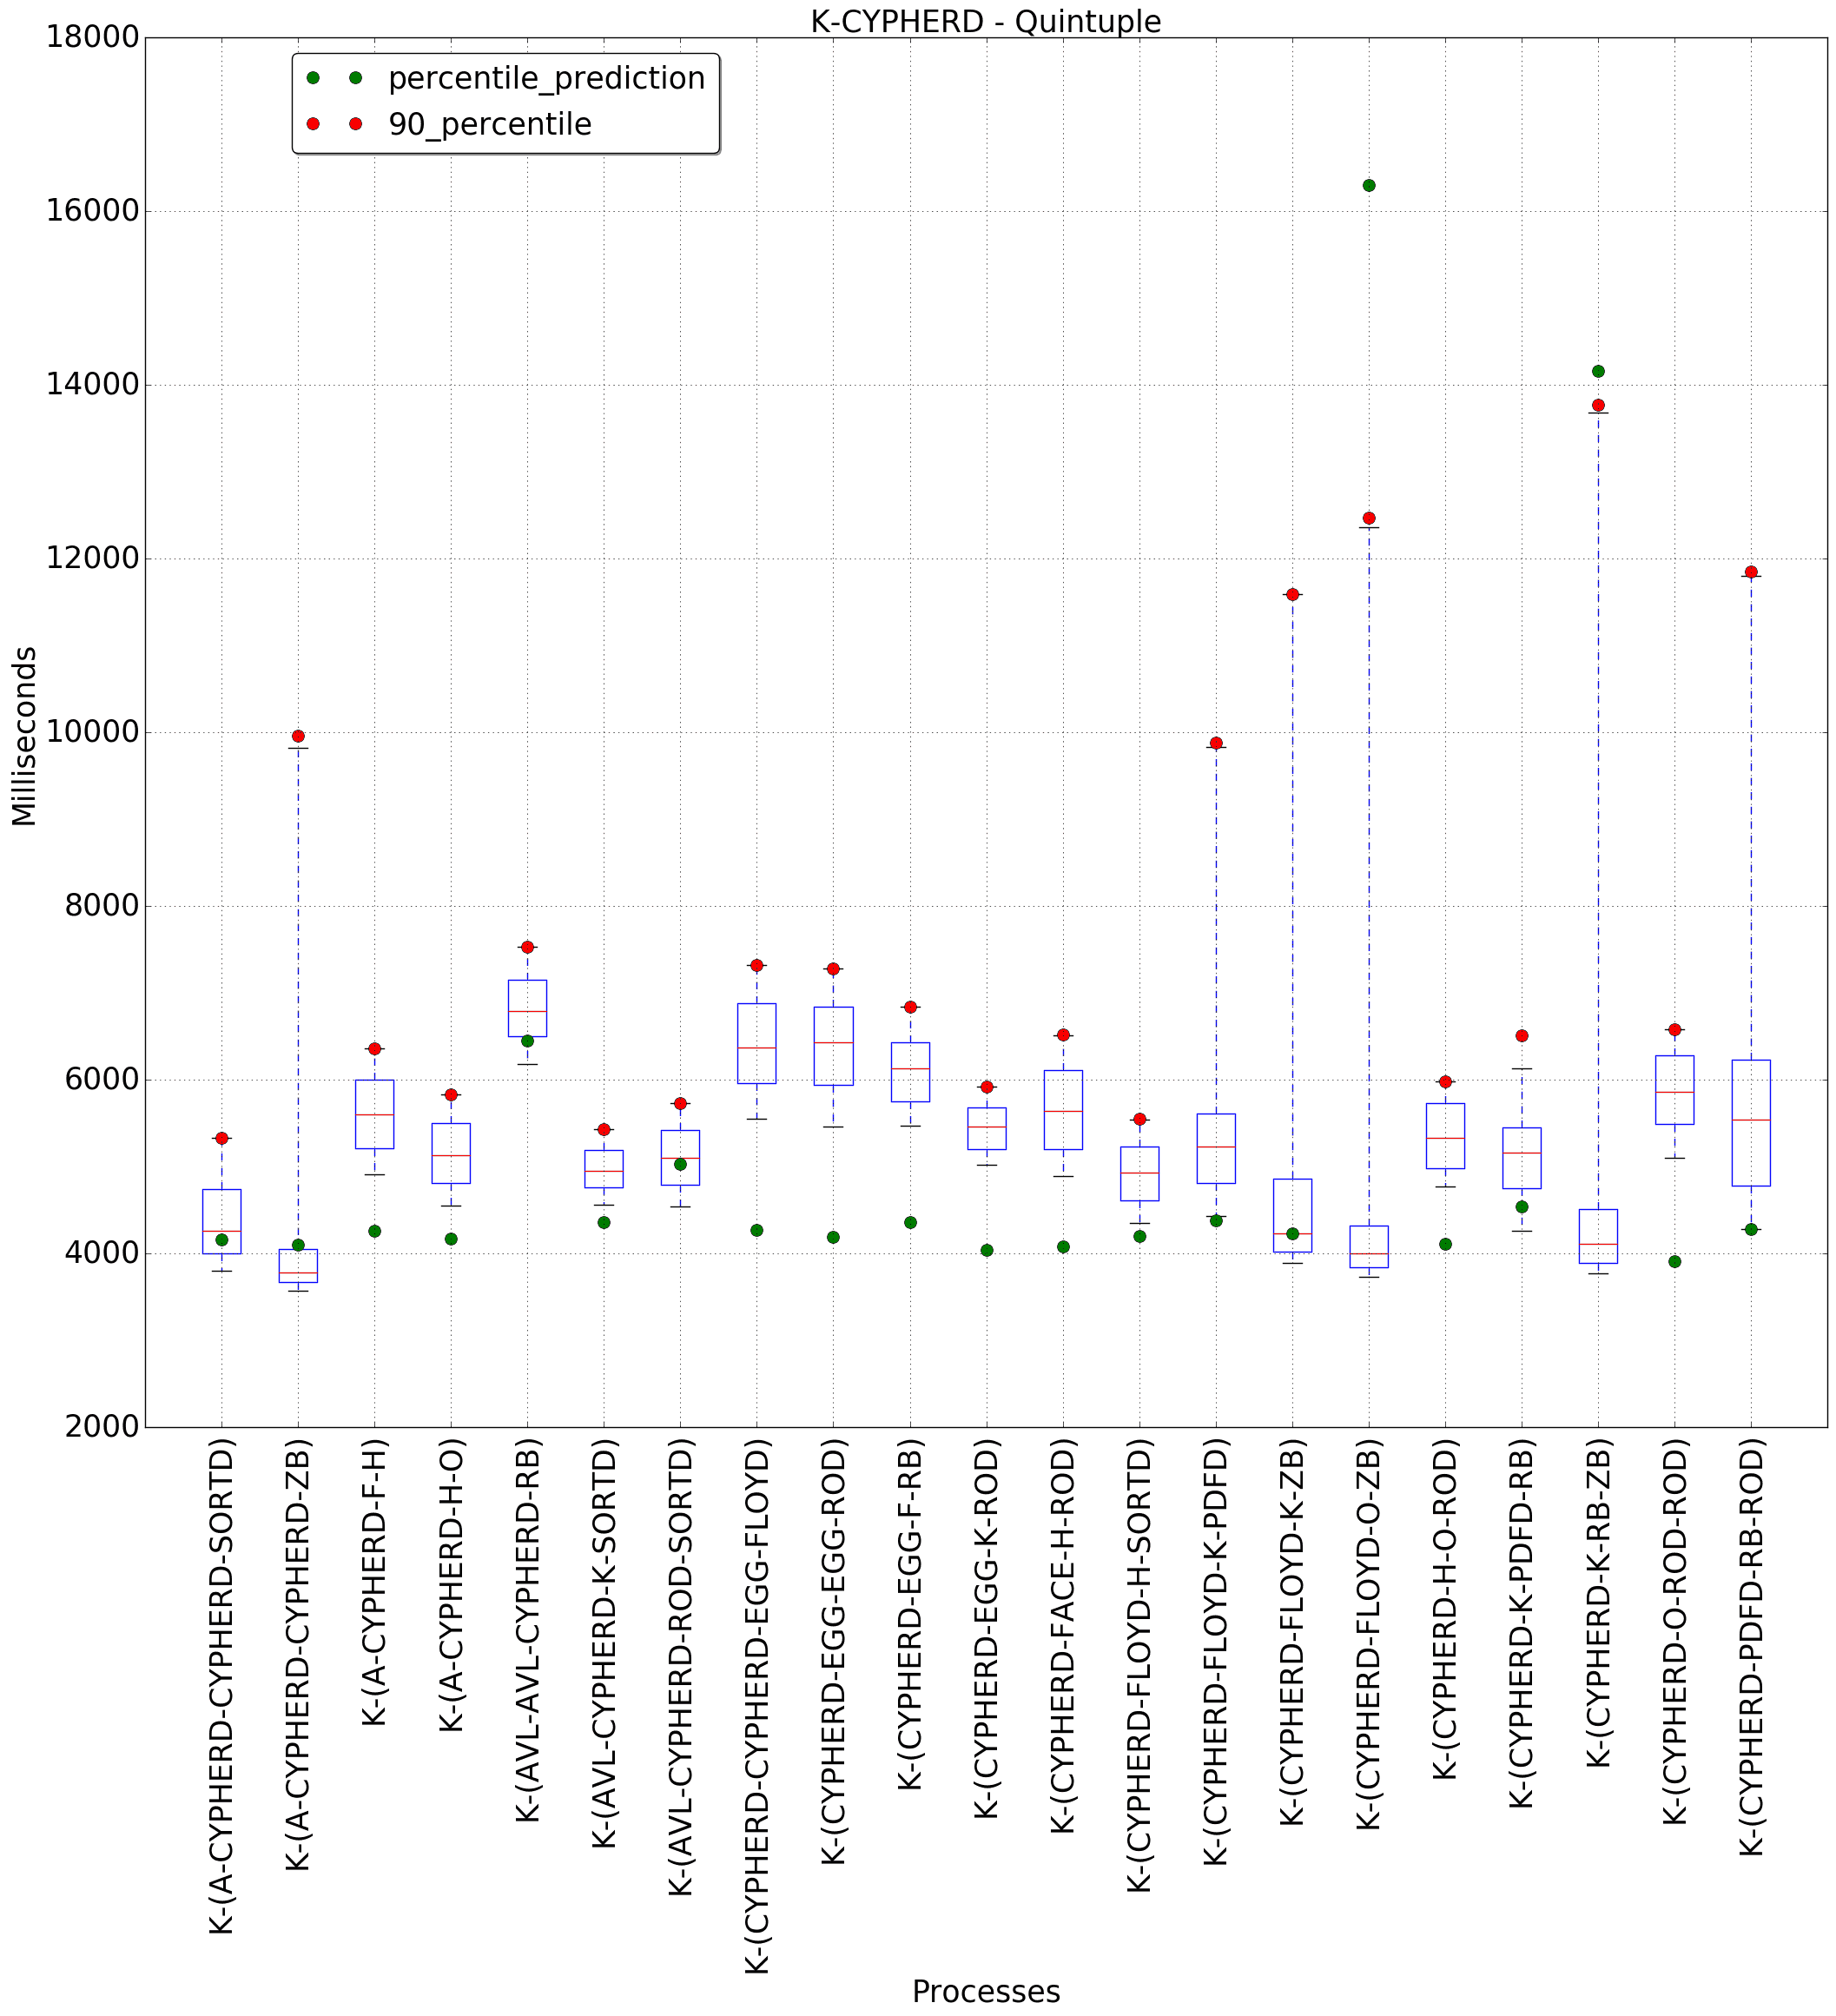 K-CYPHERD - Quintuple
percentile_prediction
90_percentile
18000
16000
14000
12000
10000
8000
6000
4000
2000
Milliseconds
K-(A-CYPHERD-CYPHERD-SORTD)
K-(A-CYPHERD-CYPHERD-ZB)
K-(A-CYPHERD-F-H)
K-(A-CYPHERD-H-O)
K-(AVL-AVL-CYPHERD-RB)
K-(AVL-CYPHERD-K-SORTD)
K-(AVL-CYPHERD-ROD-SORTD)
K-(CYPHERD-CYPHERD-EGG-FLOYD)
K-(CYPHERD-EGG-EGG-ROD)
K-(CYPHERD-EGG-F-RB)
K-(CYPHERD-EGG-K-ROD)
K-(CYPHERD-FACE-H-ROD)
K-(CYPHERD-FLOYD-H-SORTD)
K-(CYPHERD-FLOYD-K-PDFD)
K-(CYPHERD-FLOYD-K-ZB)
K-(CYPHERD-FLOYD-O-ZB)
K-(CYPHERD-H-O-ROD)
K-(CYPHERD-K-PDFD-RB)
K-(CYPHERD-K-RB-ZB)
K-(CYPHERD-O-ROD-ROD)
K-(CYPHERD-PDFD-RB-ROD)
Processes